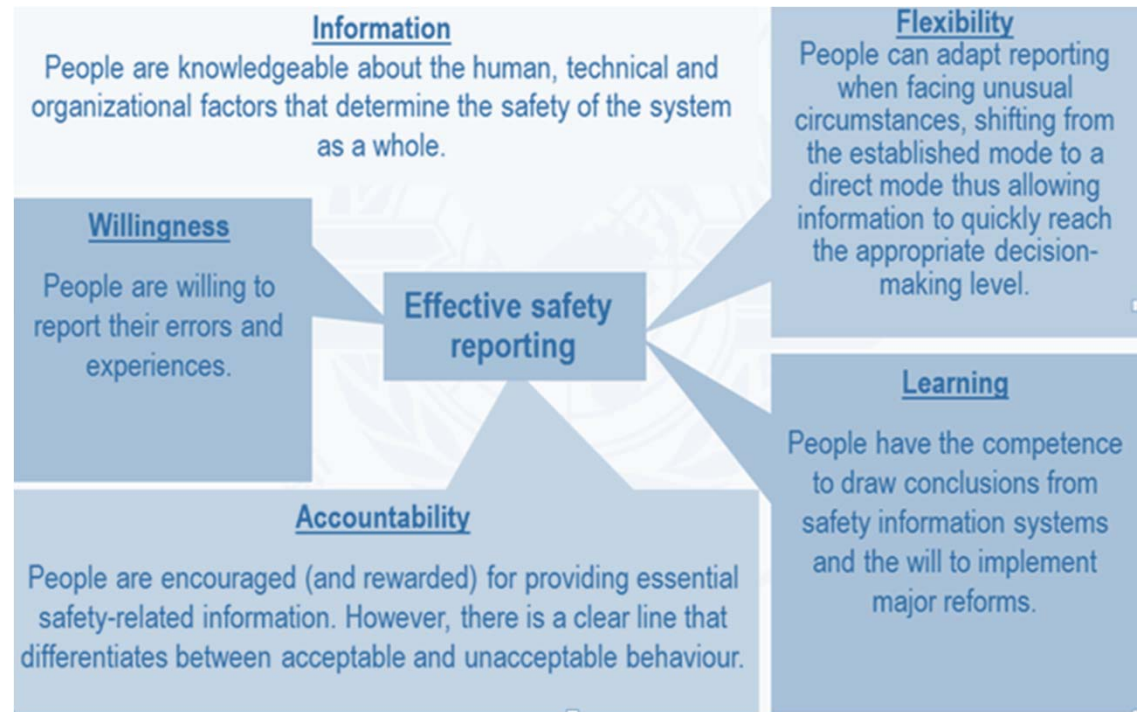 Information
People are knowledgeable about the human, technical and
organizational factors that determine the safety of the system
as a whole.
Flexibility
People can adapt reporting
when facing unusual
circumstances, shifting from
the established mode to a
direct mode thus allowing
information to quickly reach
the appropriate decision-
making level.
Willingness
People are willing to
report their errors and
experiences.
Effective safety
reporting
Learning
People have the competence
to draw conclusions from
safety information systems
and the will to implement
major reforms.
Accountability
People are encouraged (and rewarded) for providing essential
safety-related information. However, there is a clear line that
differentiates between acceptable and unacceptable behaviour.